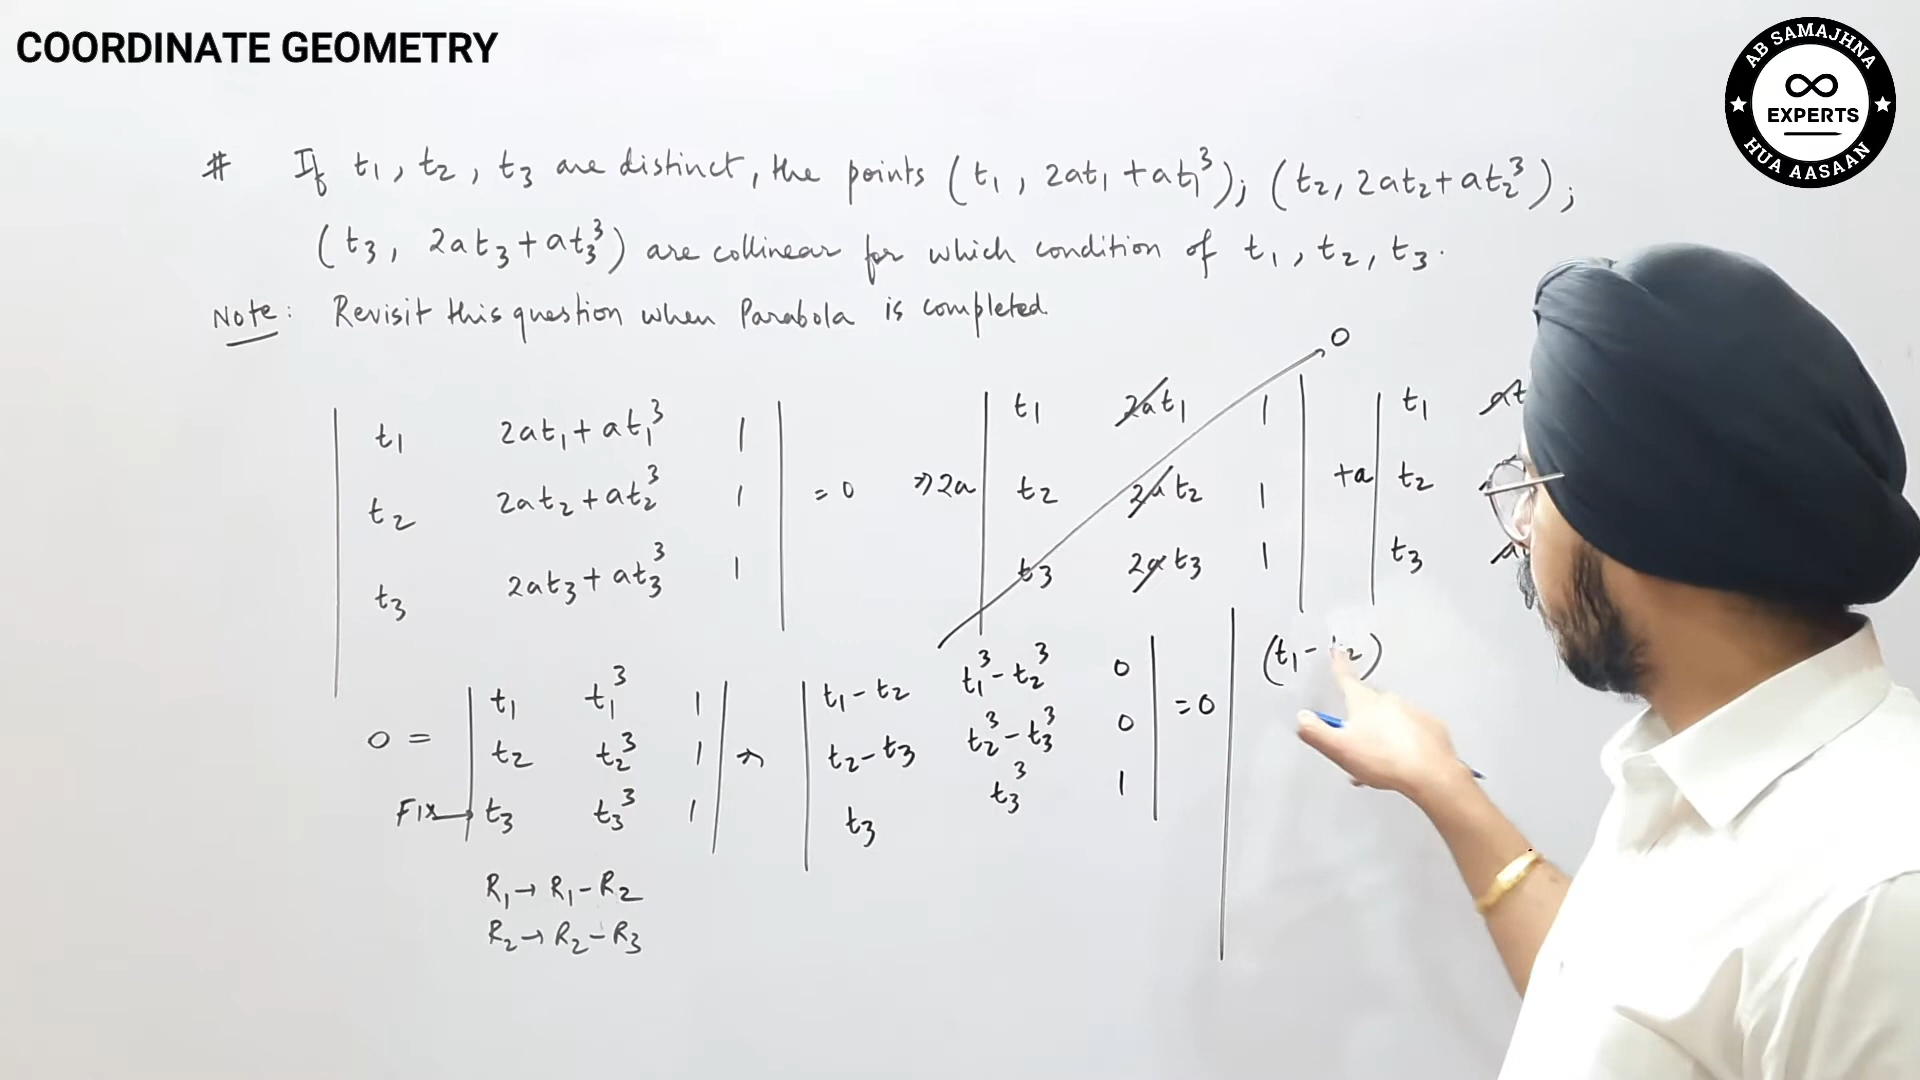 COORDINATE GEOMETRY
AB SAMAJHNA
∞
EXPERTS
HUA AASAAN
# If t₁, t₂, t₃ are distinct, the points (t₁, 2at₁+at₁³); (t₂, 2at₂+at₂³);
(t₃, 2at₃+at₃³) are collinear for which condition of t₁, t₂, t₃.
Note: Revisit this question when Parabola is completed
| t₁ 2at₁+at₁³ 1 |
| t₂ 2at₂+at₂³ 1 | = 0
| t₃ 2at₃+at₃³ 1 |
0
| t₁ 2at₁ 1 |
⇒ 2a | t₂ 2at₂ 1 |
| t₃ 2at₃ 1 |
| t₁ at
+a | t₂
| t₃
| t₁ t₁³ 1 |
0 = | t₂ t₂³ 1 | ⇒
Fix→ | t₃ t₃³ 1 |
R₁→ R₁-R₂
R₂→ R₂-R₃
| t₁-t₂ t₁³-t₂³ 0 |
| t₂-t₃ t₂³-t₃³ 0 | = 0
| t₃ t₃³ 1 |
| (t₁-t₂)